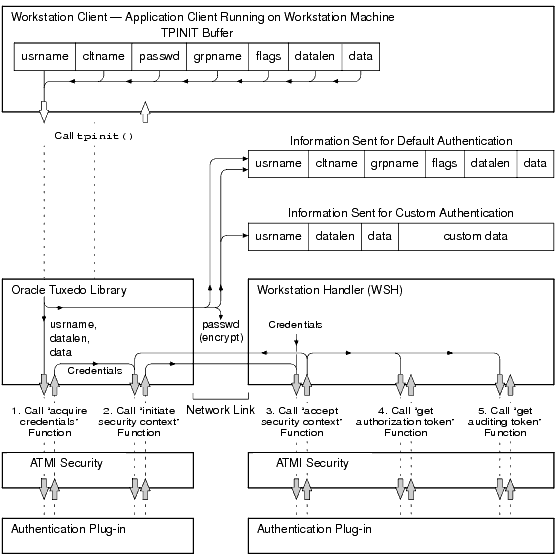 Workstation Client — Application Client Running on Workstation Machine
TPINIT Buffer
usrname cltname passwd grpname flags datalen data
Call tpinit()
Information Sent for Default Authentication
usrname cltname grpname flags datalen data
Information Sent for Custom Authentication
usrname datalen data custom data
Oracle Tuxedo Library
usrname,
datalen,
data
Credentials
passwd
(encrypt)
Workstation Handler (WSH)
Credentials
Network Link
1. Call "acquire
credentials"
Function
2. Call "initiate
security context"
Function
3. Call "accept
security context"
Function
4. Call "get
authorization token"
Function
5. Call "get
auditing token"
Function
ATMI Security
ATMI Security
Authentication Plug-in
Authentication Plug-in